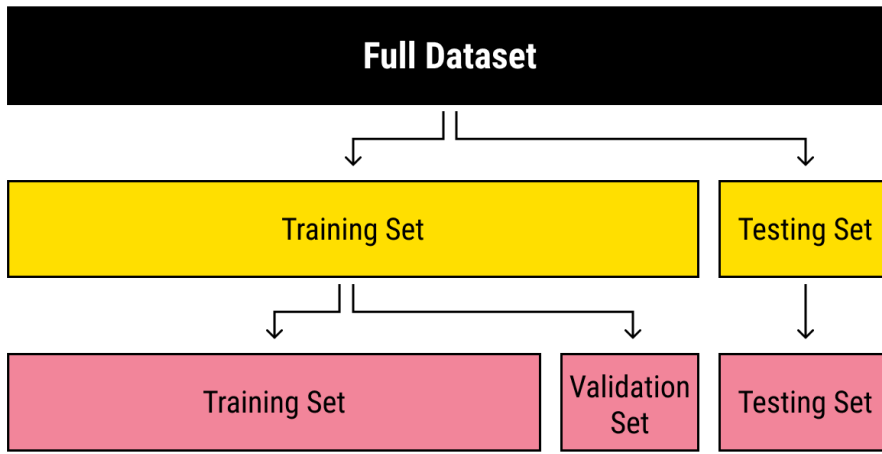 Full Dataset
Training Set
Testing Set
Training Set
Validation
Set
Testing Set